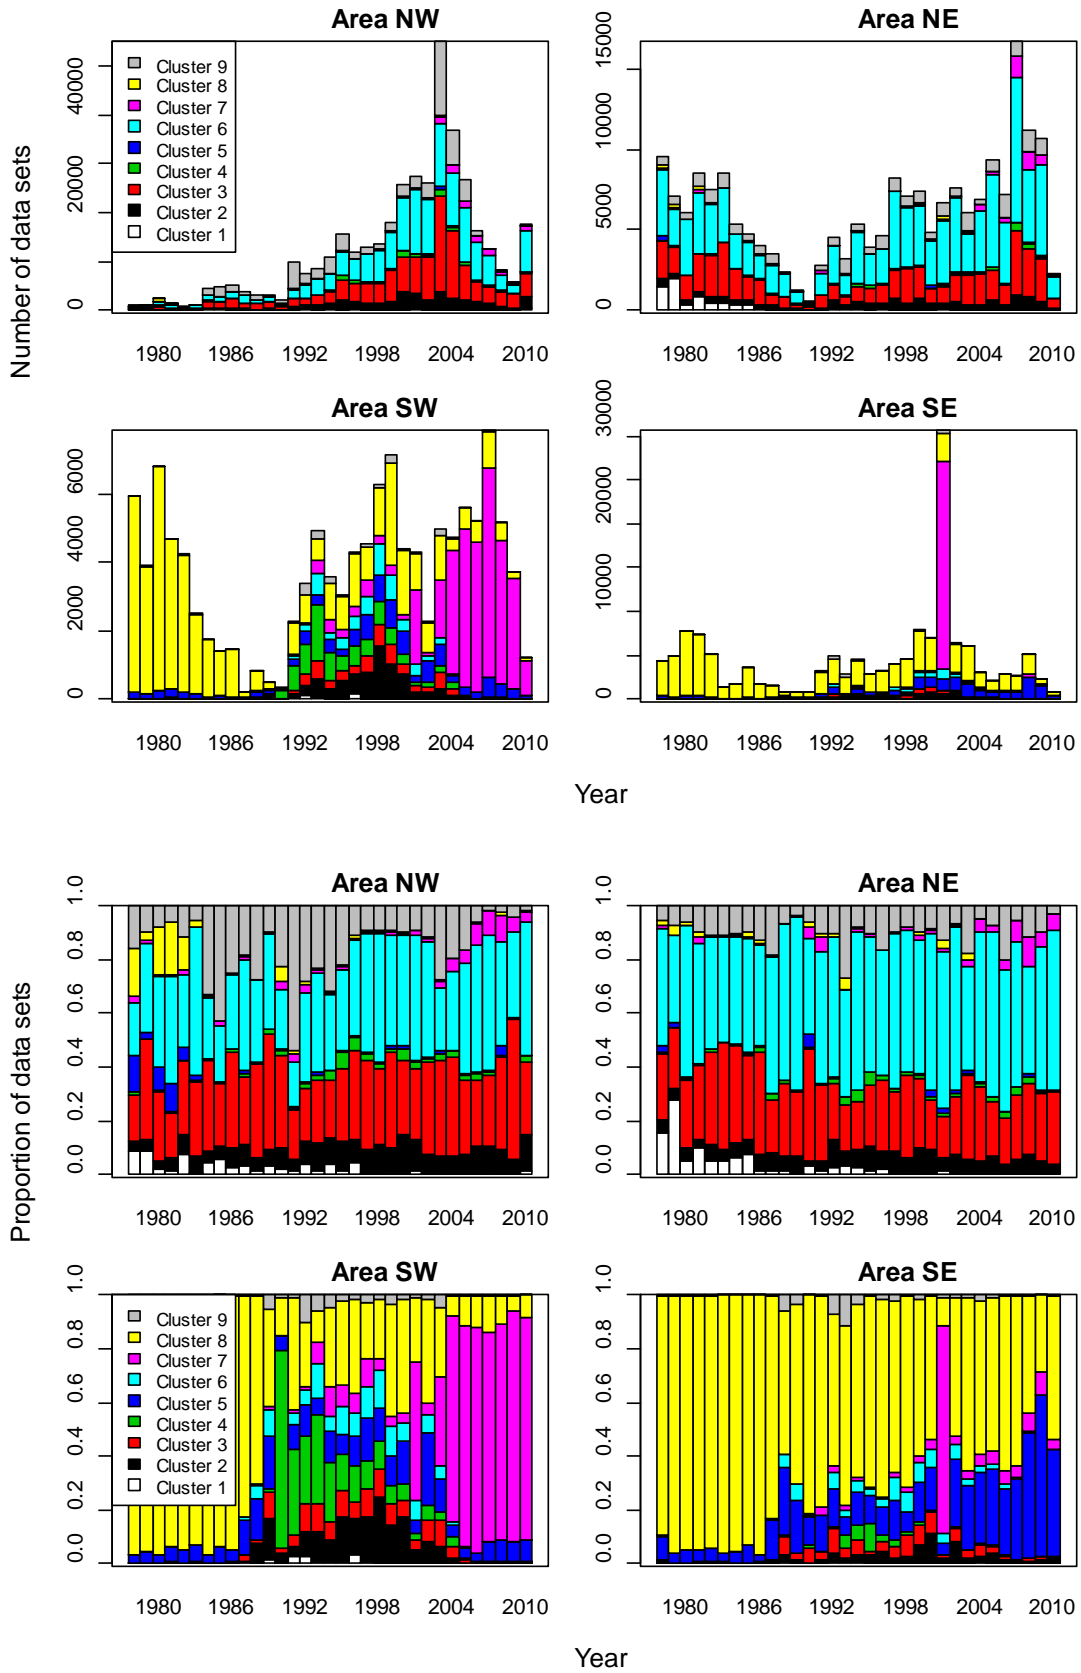 Area NW
Area NE
Number of data sets
0
20000
40000
Cluster 9
Cluster 8
Cluster 7
Cluster 6
Cluster 5
Cluster 4
Cluster 3
Cluster 2
Cluster 1
1980 1986 1992 1998 2004 2010
0
5000
10000
15000
1980 1986 1992 1998 2004 2010
Area SW
Area SE
0
2000
4000
6000
1980 1986 1992 1998 2004 2010
0
10000
20000
30000
1980 1986 1992 1998 2004 2010
Year
Area NW
Area NE
Proportion of data sets
0.0
0.2
0.4
0.6
0.8
1.0
1980 1986 1992 1998 2004 2010
0.0
0.2
0.4
0.6
0.8
1.0
1980 1986 1992 1998 2004 2010
Area SW
Area SE
0.0
0.2
0.4
0.6
0.8
1.0
Cluster 9
Cluster 8
Cluster 7
Cluster 6
Cluster 5
Cluster 4
Cluster 3
Cluster 2
Cluster 1
1980 1986 1992 1998 2004 2010
0.0
0.2
0.4
0.6
0.8
1.0
1980 1986 1992 1998 2004 2010
Year